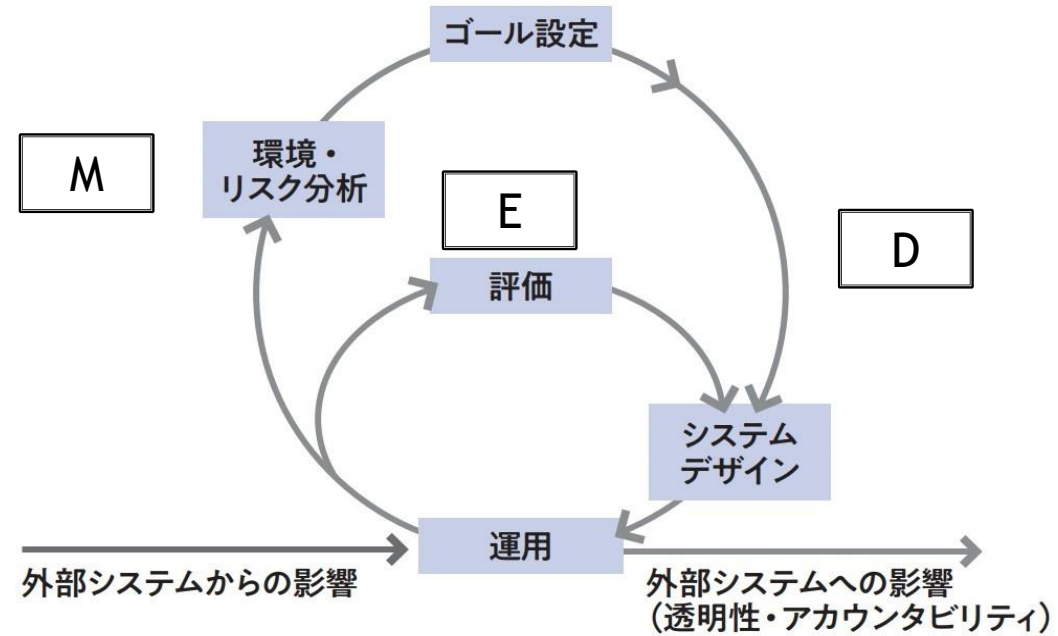 ゴール設定
M
環境・
リスク分析
E
D
評価
システム
デザイン
運用
外部システムからの影響
外部システムへの影響
(透明性・アカウンタビリティ)